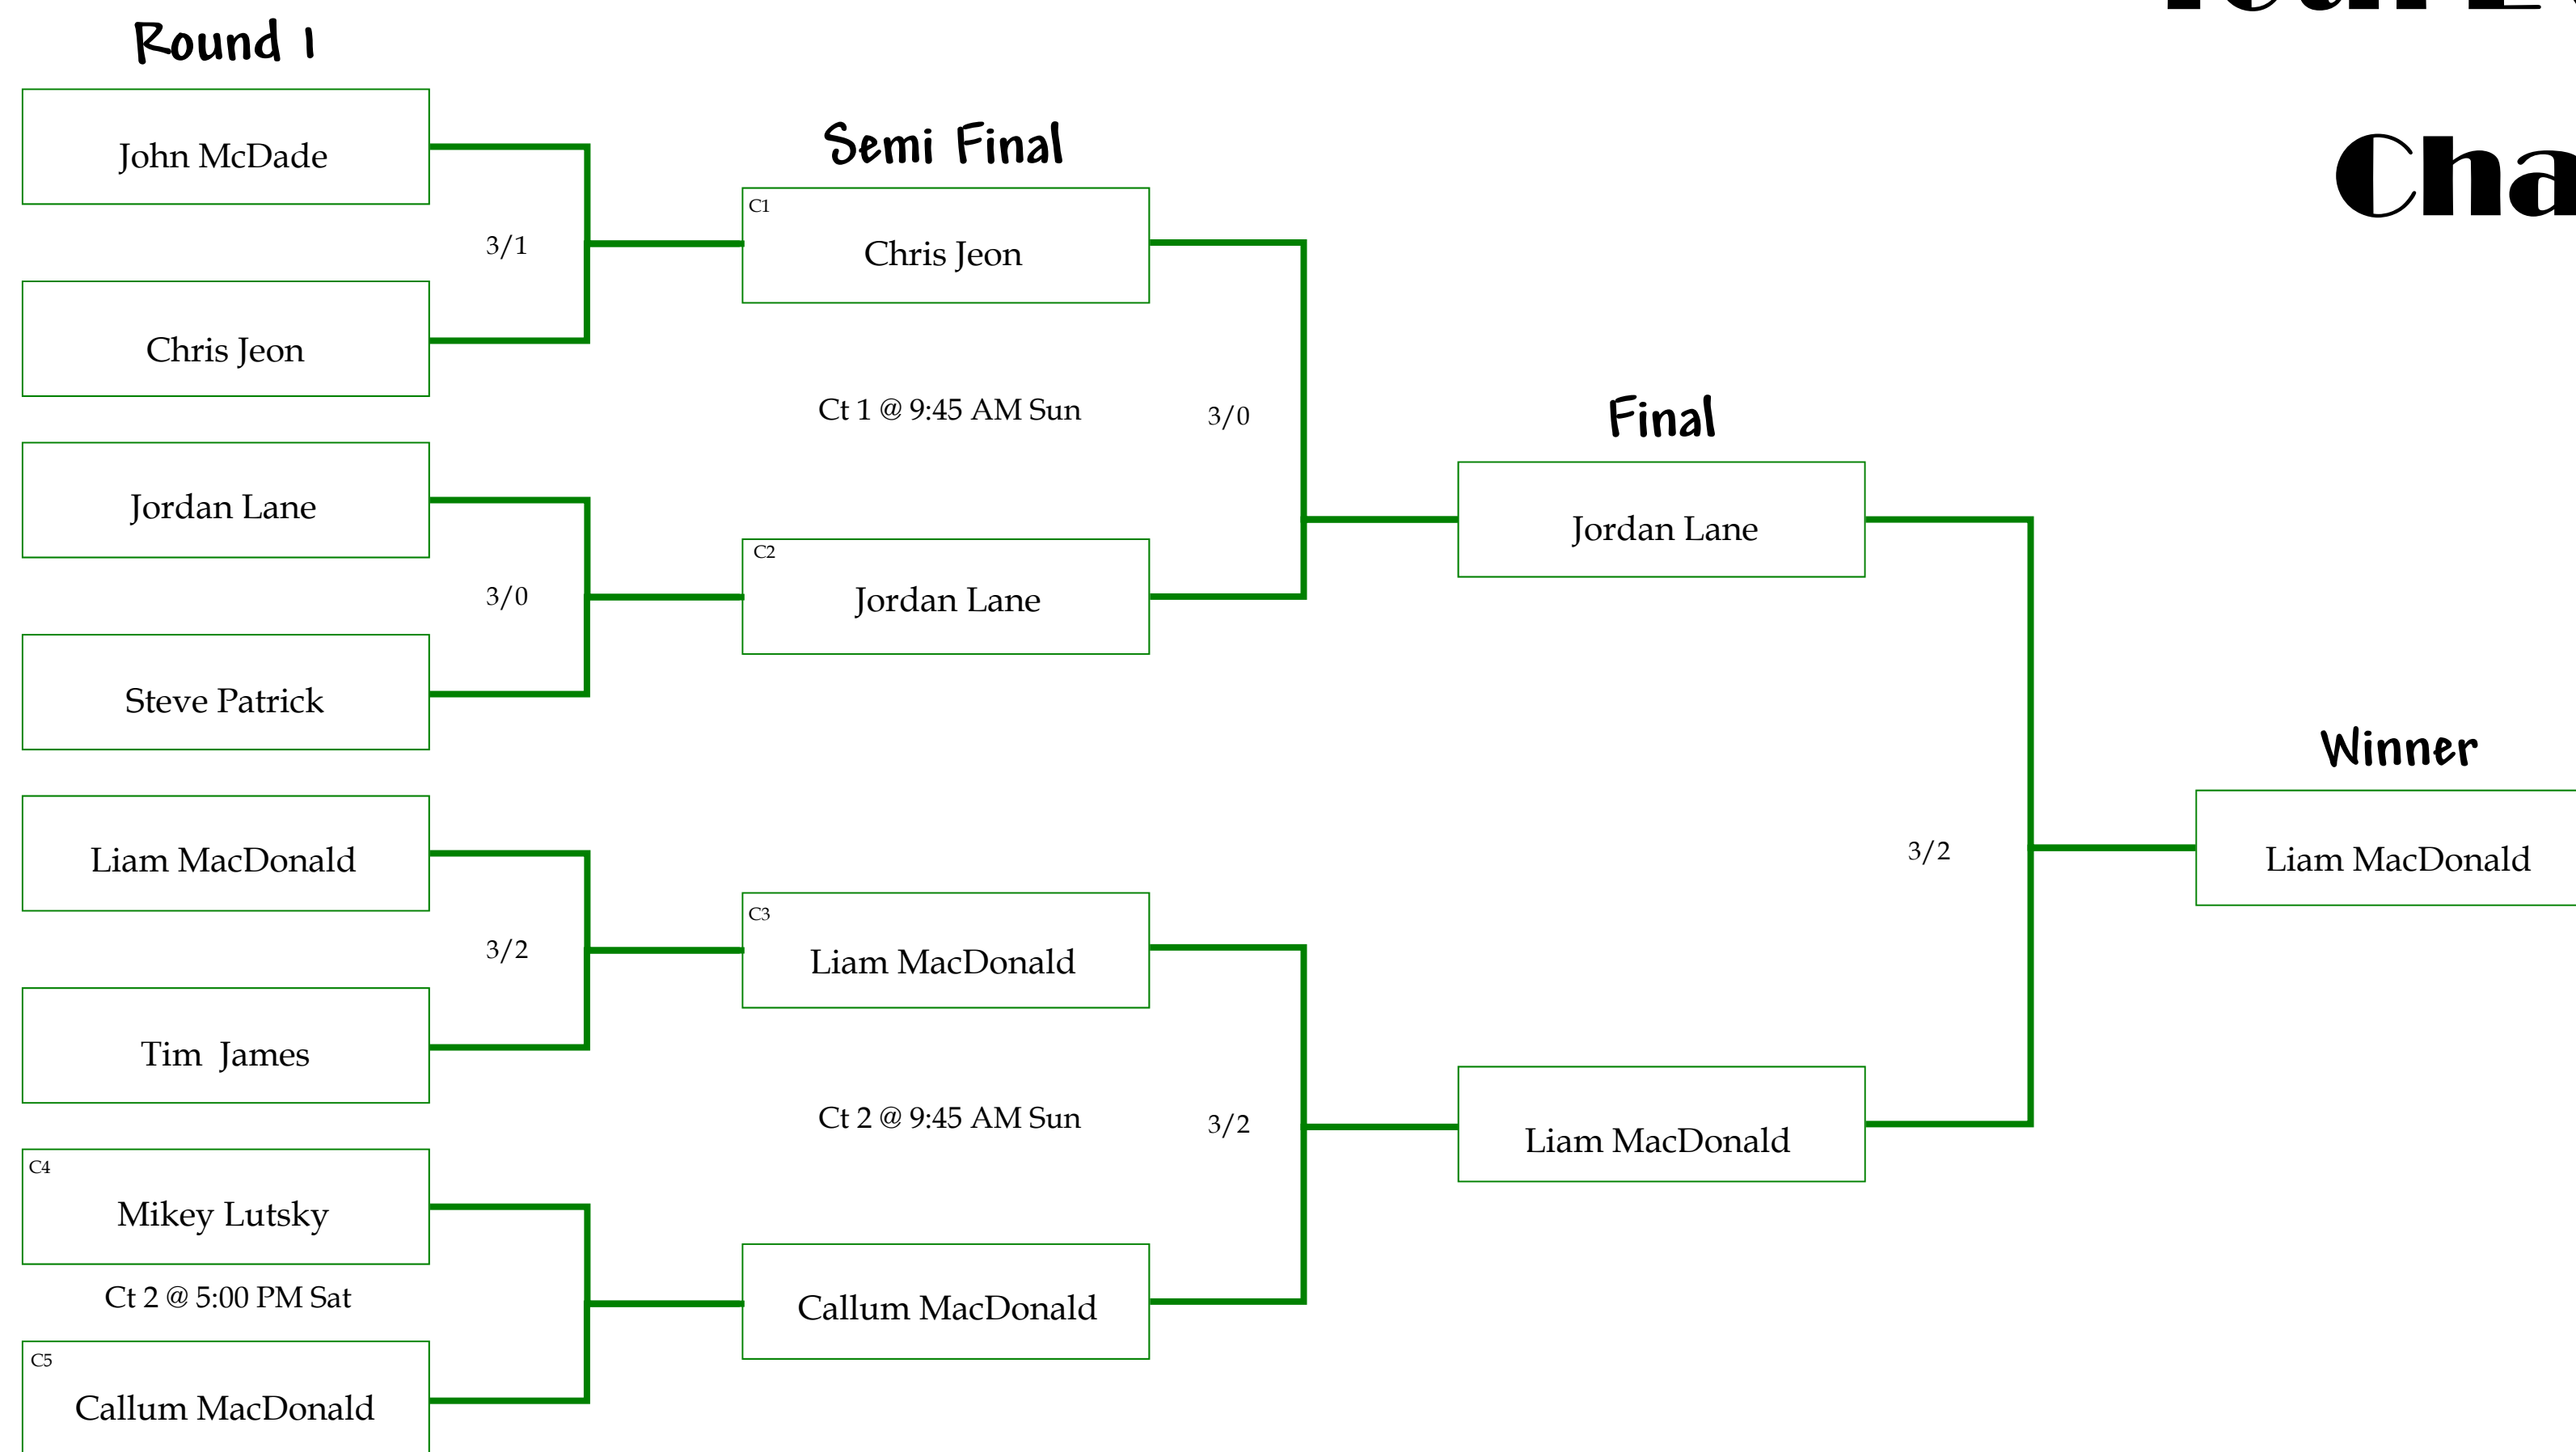 Round 1
John McDade
3/1
Chris Jeon
Jordan Lane
3/0
Steve Patrick
Liam MacDonald
3/2
Tim  James
C4
Mikey Lutsky
Ct 2 @ 5:00 PM Sat
C5
Callum MacDonald
Semi Final
C1
Chris Jeon
Ct 1 @ 9:45 AM Sun
3/0
C2
Jordan Lane
C3
Liam MacDonald
Ct 2 @ 9:45 AM Sun
3/2
Callum MacDonald
Final
Jordan Lane
3/2
Liam MacDonald
Cha
Winner
Liam MacDonald